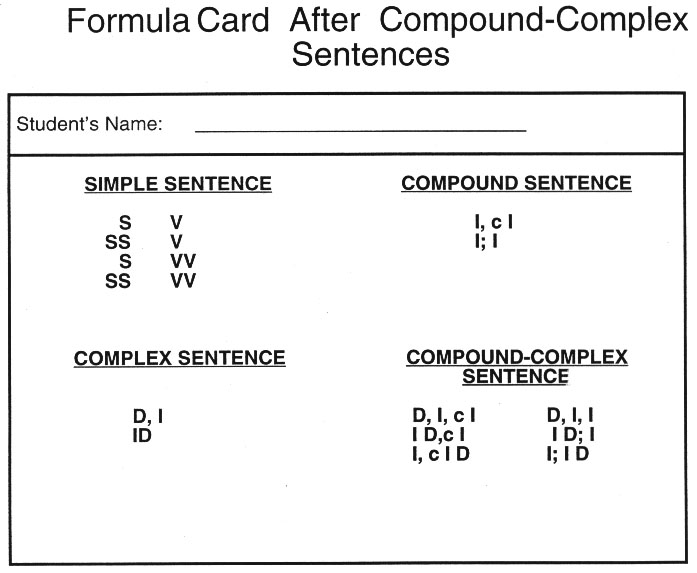 Formula Card After Compound-Complex
Sentences
Student's Name:
SIMPLE SENTENCE
S V
SS V
S VV
SS VV
COMPOUND SENTENCE
I, c I
I; I
COMPLEX SENTENCE
D, I
ID
COMPOUND-COMPLEX
SENTENCE
D, I, c I
I D,c I
I, c I D
D, I, I
I D; I
I; I D